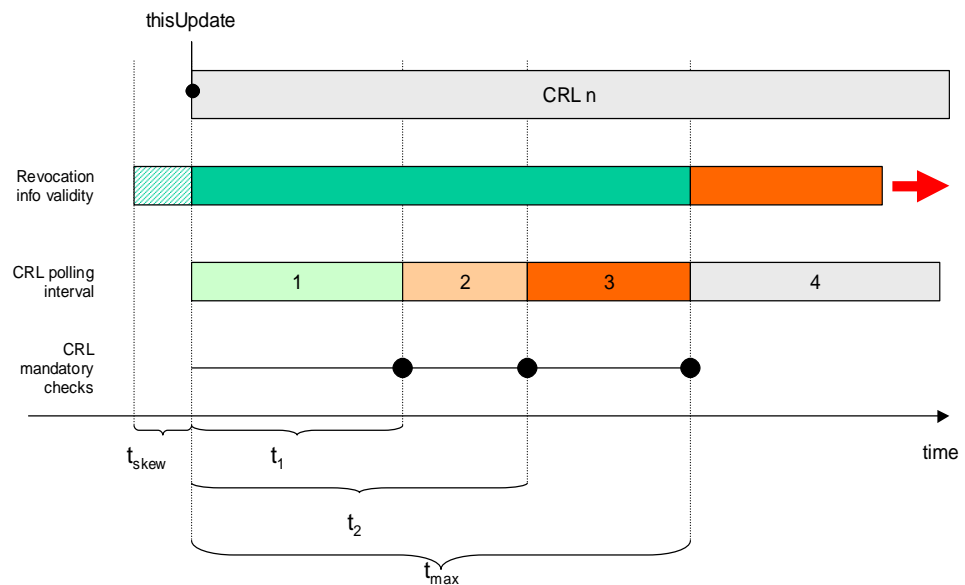 thisUpdate
CRL n
Revocation
info validity
CRL polling
interval
1
2
3
4
CRL
mandatory
checks
time
tskew
t1
t2
tmax